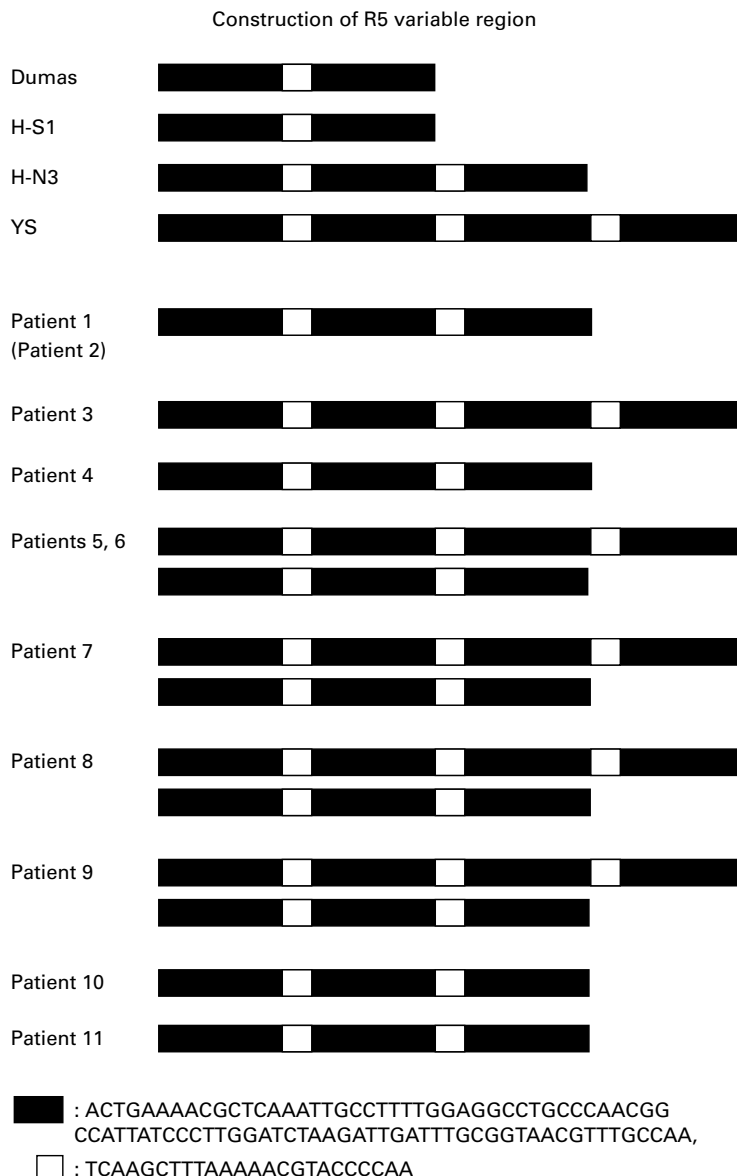 Construction of R5 variable region
Dumas
H-S1
H-N3
YS
Patient 1
(Patient 2)
Patient 3
Patient 4
Patients 5, 6
Patient 7
Patient 8
Patient 9
Patient 10
Patient 11
: ACTGAAAACGCTCAAATTGCCTTTTGGAGGCCTGCCCAACGG
CCATTATCCCTTGGATCTAAGATTGATTTGCGGTAACGTTTGCCAA,
: TCAAGCTTTAAAAACGTACCCCAA